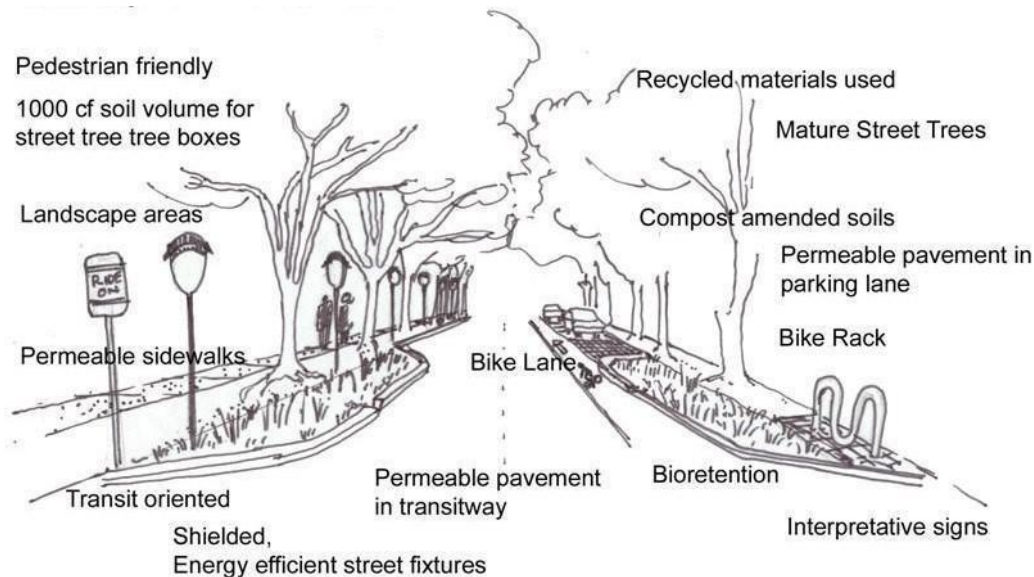 Pedestrian friendly
1000 cf soil volume for
street tree tree boxes
Recycled materials used
Mature Street Trees
Landscape areas
Compost amended soils
RIDE
ON
Permeable pavement in
parking lane
Permeable sidewalks
Bike Lane
Bike Rack
Permeable pavement
in transitway
Bioretention
Transit oriented
Interpretative signs
Shielded,
Energy efficient street fixtures